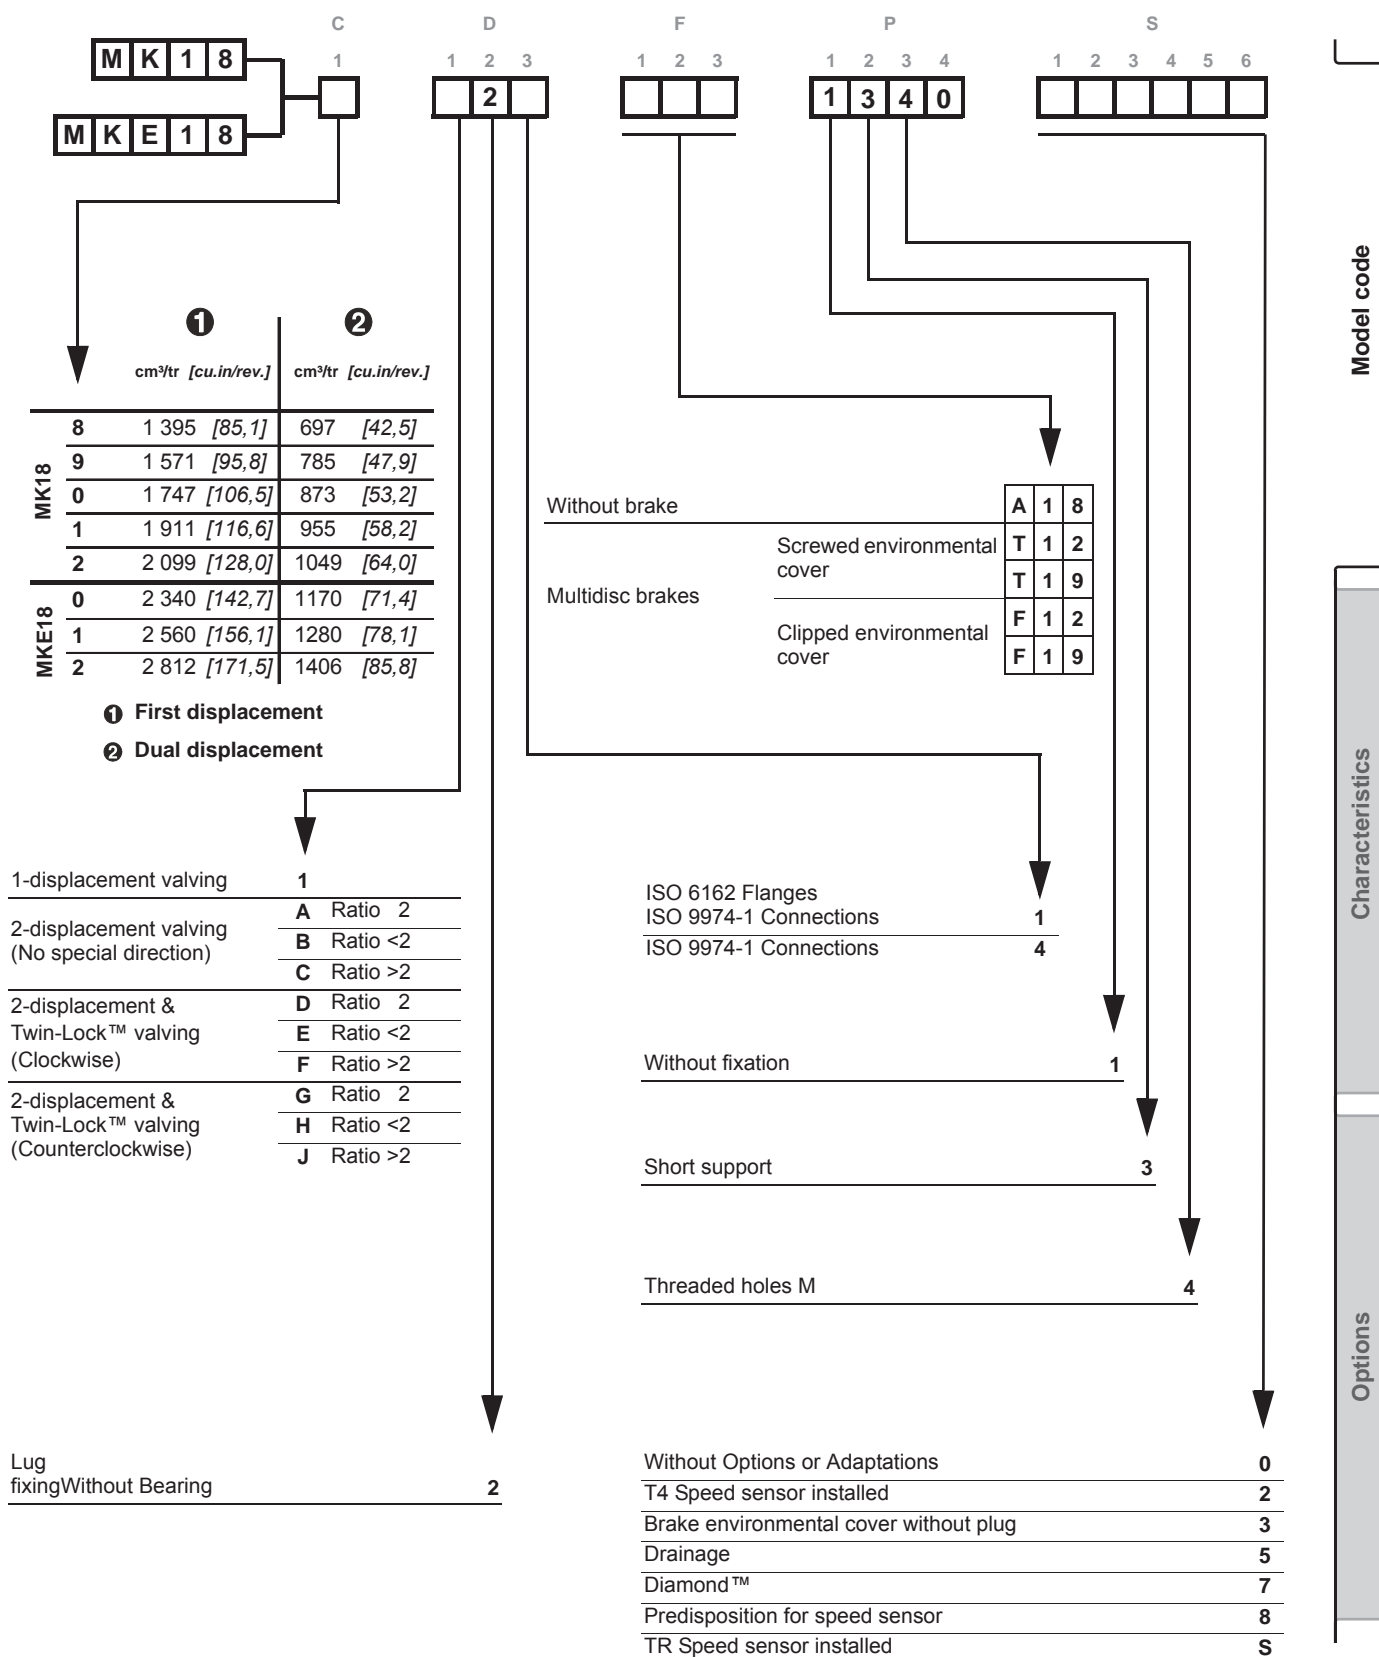 C D F P S
1 1 2 3 1 2 3 1 2 3 4 1 2 3 4 5 6
M K 1 8
2 1 3 4 0
M K E 1 8
Model code
❶ ❷
cm³/tr [cu.in/rev.] cm³/tr [cu.in/rev.]
MK18
8 1 395 [85,1] 697 [42,5]
9 1 571 [95,8] 785 [47,9]
0 1 747 [106,5] 873 [53,2]
1 1 911 [116,6] 955 [58,2]
2 2 099 [128,0] 1049 [64,0]
MKE18
0 2 340 [142,7] 1170 [71,4]
1 2 560 [156,1] 1280 [78,1]
2 2 812 [171,5] 1406 [85,8]
❶ First displacement
❷ Dual displacement
Without brake A 1 8
Multidisc brakes
Screwed environmental
cover
T 1 2
T 1 9
Clipped environmental
cover
F 1 2
F 1 9
Characteristics
1-displacement valving 1
2-displacement valving
(No special direction)
A Ratio 2
B Ratio <2
C Ratio >2
2-displacement &
Twin-Lock™ valving
(Clockwise)
D Ratio 2
E Ratio <2
F Ratio >2
2-displacement &
Twin-Lock™ valving
(Counterclockwise)
G Ratio 2
H Ratio <2
J Ratio >2
ISO 6162 Flanges
ISO 9974-1 Connections 1
ISO 9974-1 Connections 4
Without fixation 1
Short support 3
Threaded holes M 4
Options
Lug
fixingWithout Bearing 2
Without Options or Adaptations 0
T4 Speed sensor installed 2
Brake environmental cover without plug 3
Drainage 5
Diamond™ 7
Predisposition for speed sensor 8
TR Speed sensor installed S